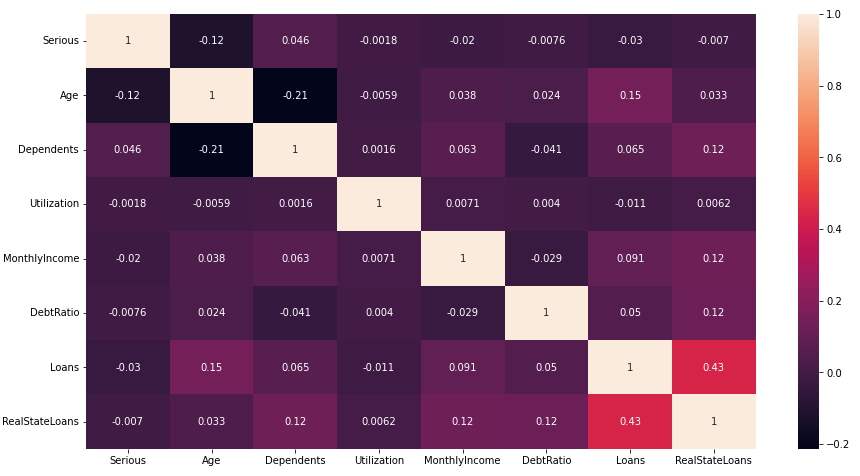 Serious 1 -0.12 0.046 -0.0018 -0.02 -0.0076 -0.03 -0.007
Age -0.12 1 -0.21 -0.0059 0.038 0.024 0.15 0.033
Dependents 0.046 -0.21 1 0.0016 0.063 -0.041 0.065 0.12
Utilization -0.0018 -0.0059 0.0016 1 0.0071 0.004 -0.011 0.0062
MonthlyIncome -0.02 0.038 0.063 0.0071 1 -0.029 0.091 0.12
DebtRatio -0.0076 0.024 -0.041 0.004 -0.029 1 0.05 0.12
Loans -0.03 0.15 0.065 -0.011 0.091 0.05 1 0.43
RealStateLoans -0.007 0.033 0.12 0.0062 0.12 0.12 0.43 1
Serious Age Dependents Utilization MonthlyIncome DebtRatio Loans RealStateLoans
1.0
0.8
0.6
0.4
0.2
0.0
−0.2